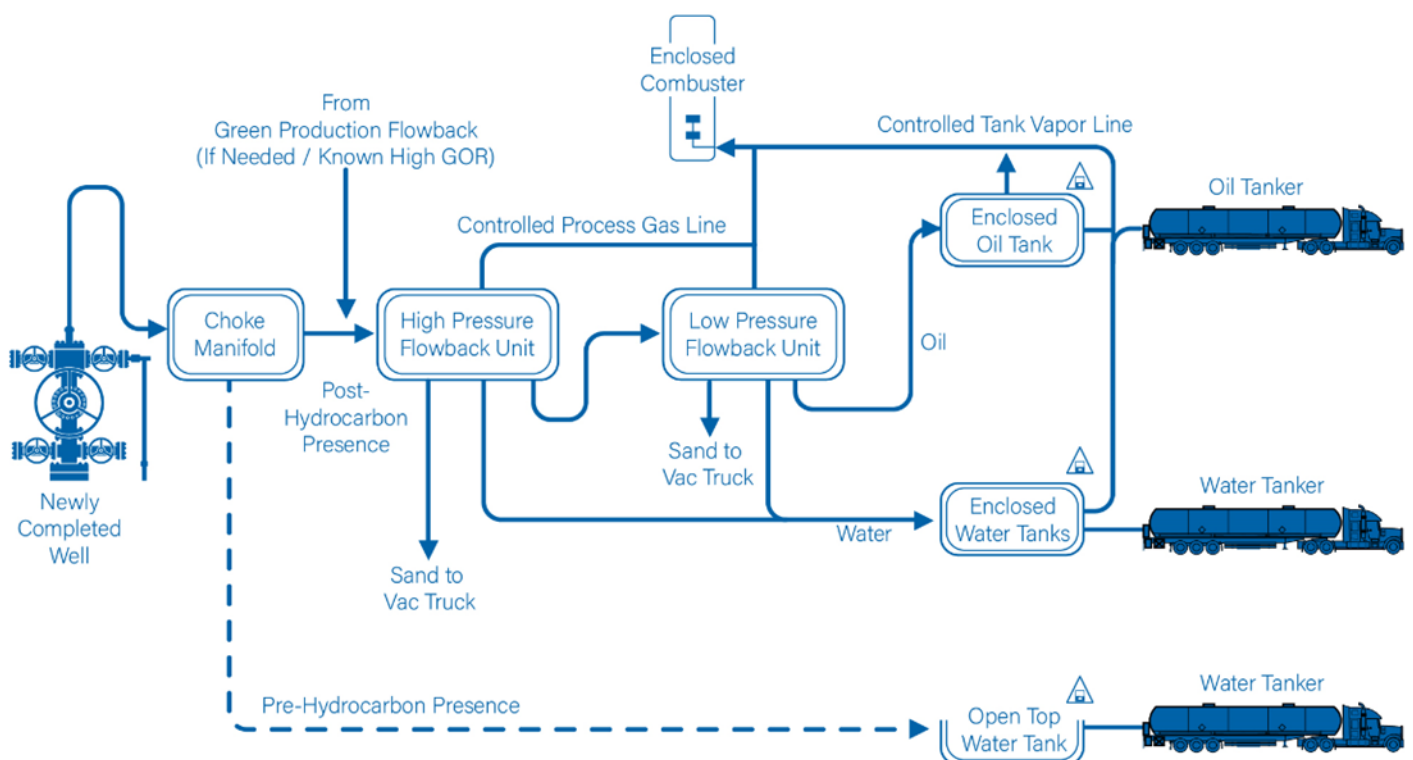 Enclosed
Combuster
From
Green Production Flowback
(If Needed / Known High GOR)
Controlled Tank Vapor Line
Oil Tanker
Controlled Process Gas Line
Enclosed
Oil Tank
Choke
Manifold
High Pressure
Flowback Unit
Low Pressure
Flowback Unit
Oil
Post-
Hydrocarbon
Presence
Sand to
Vac Truck
Newly
Completed
Well
Enclosed
Water Tanks
Water Tanker
Water
Sand to
Vac Truck
Pre-Hydrocarbon Presence
Open Top
Water Tank
Water Tanker